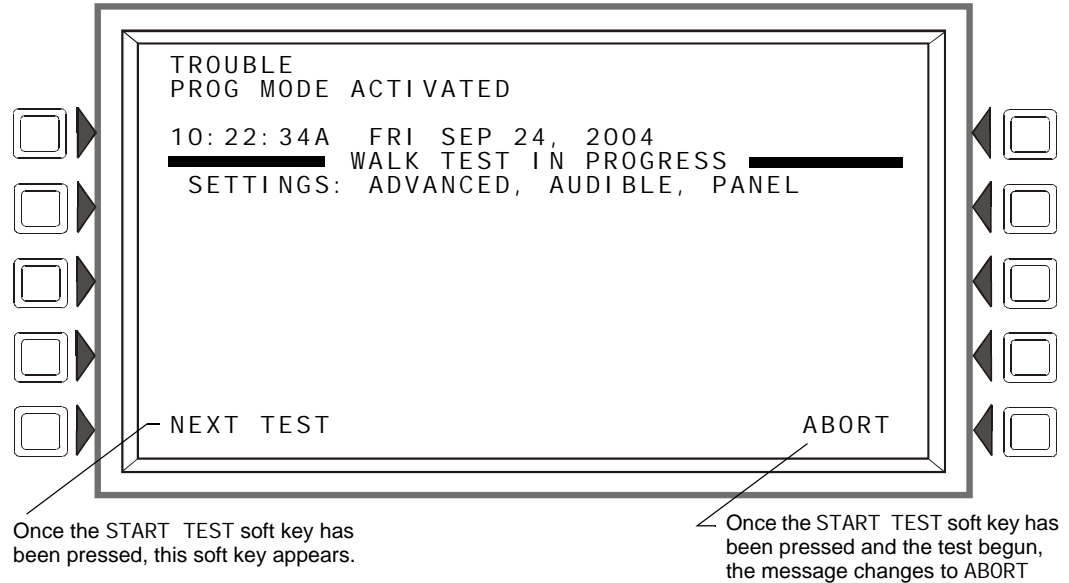 TROUBLE
PROG MODE ACTIVATED
10:22:34A FRI SEP 24, 2004
WALK TEST IN PROGRESS
SETTINGS: ADVANCED, AUDIBLE, PANEL
NEXT TEST ABORT
Once the START TEST soft key has
been pressed, this soft key appears.
Once the START TEST soft key has
been pressed and the test begun,
the message changes to ABORT